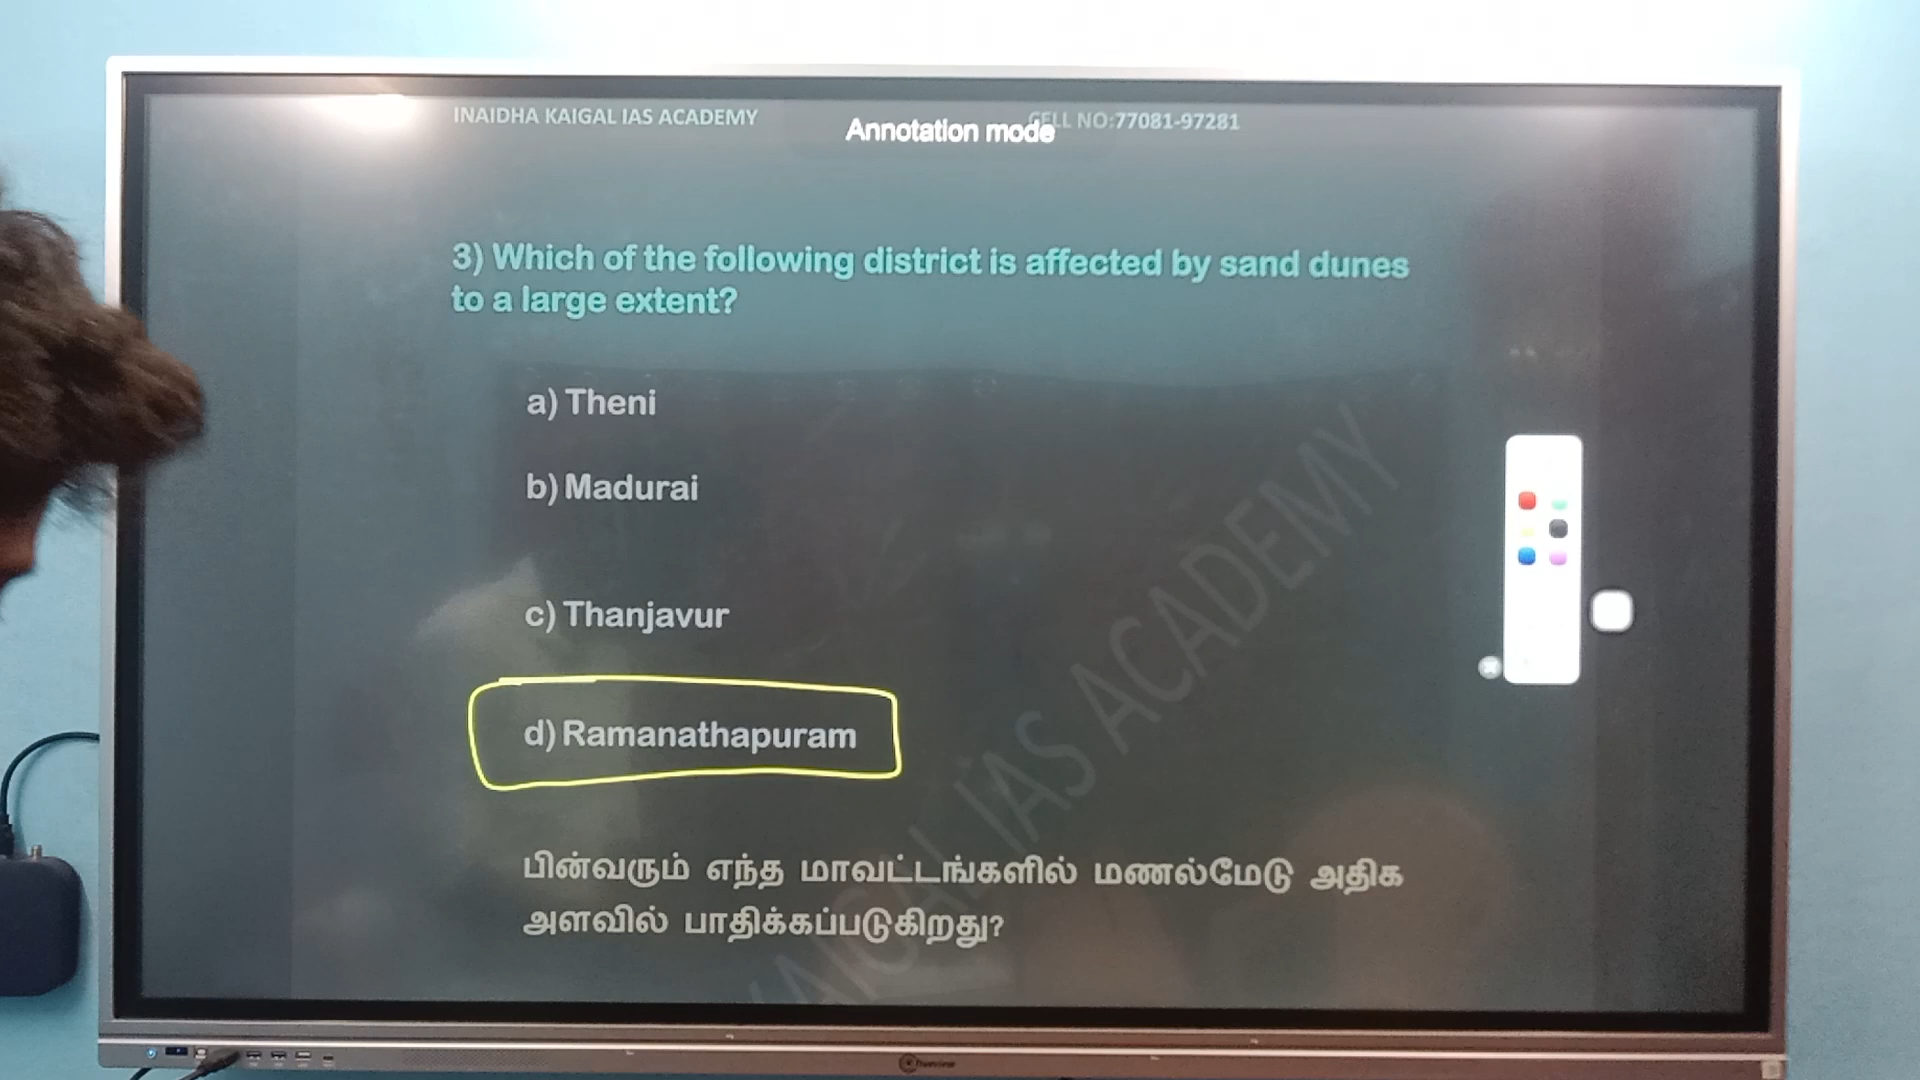 INAIDHA KAIGAL IAS ACADEMY
CELL NO:77081-97281
Annotation mode
3) Which of the following district is affected by sand dunes
to a large extent?
a) Theni
b) Madurai
c) Thanjavur
d) Ramanathapuram
பின்வரும் எந்த மாவட்டங்களில் மணல்மேடு அதிக
அளவில் பாதிக்கப்படுகிறது?
KAIGAL IAS ACADEMY